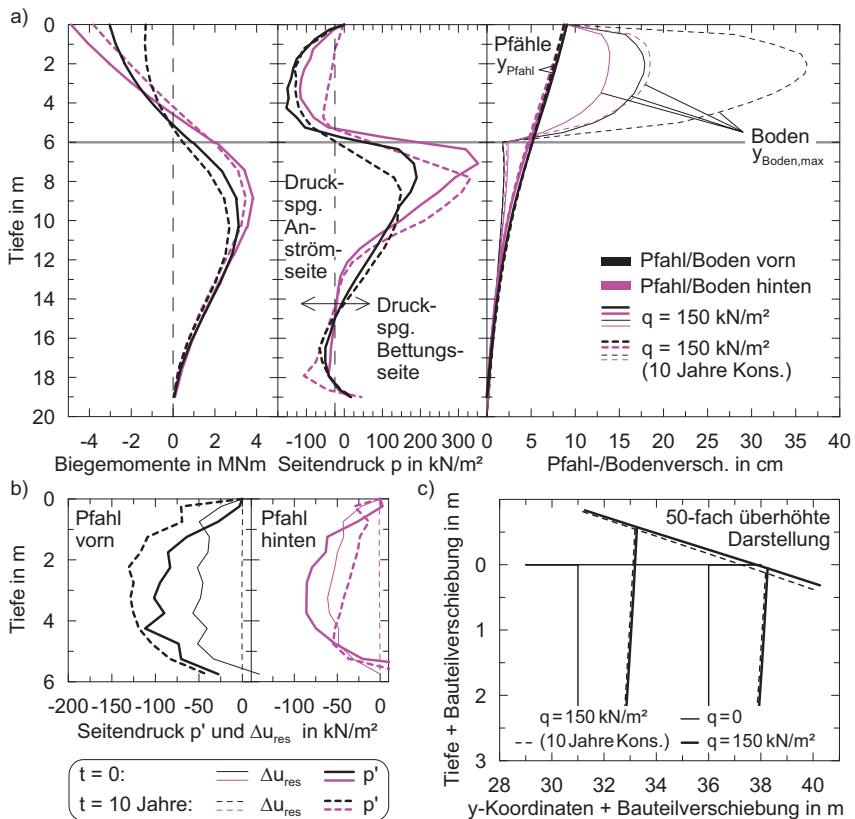 a)
0
2
4
6
8
10
12
14
16
18
20
Tiefe in m
-4 -2 0 2 4
Biegemomente in MNm
Druck-
spg.
An-
ström-
seite
Druck-
spg.
Bettungs-
seite
-100 0 100 200 300
Seitendruck p in kN/m²
Pfähle
yPfahl
Boden
yBoden,max
Pfahl/Boden vorn
Pfahl/Boden hinten
q = 150 kN/m²
q = 150 kN/m²
(10 Jahre Kons.)
0 5 10 15 20 25 30 35 40
Pfahl-/Bodenversch. in cm
b)
0
2
4
6
Tiefe in m
Pfahl
vorn
Pfahl
hinten
-200 -150 -100 -50 0 -100 -50 0
Seitendruck p' und Δures in kN/m²
t = 0: Δures p'
t = 10 Jahre: Δures p'
c)
50-fach überhöhte
Darstellung
0
1
2
3
Tiefe + Bauteilverschiebung in m
q = 150 kN/m²
(10 Jahre Kons.)
q = 0
q = 150 kN/m²
28 30 32 34 36 38 40
y-Koordinaten + Bauteilverschiebung in m